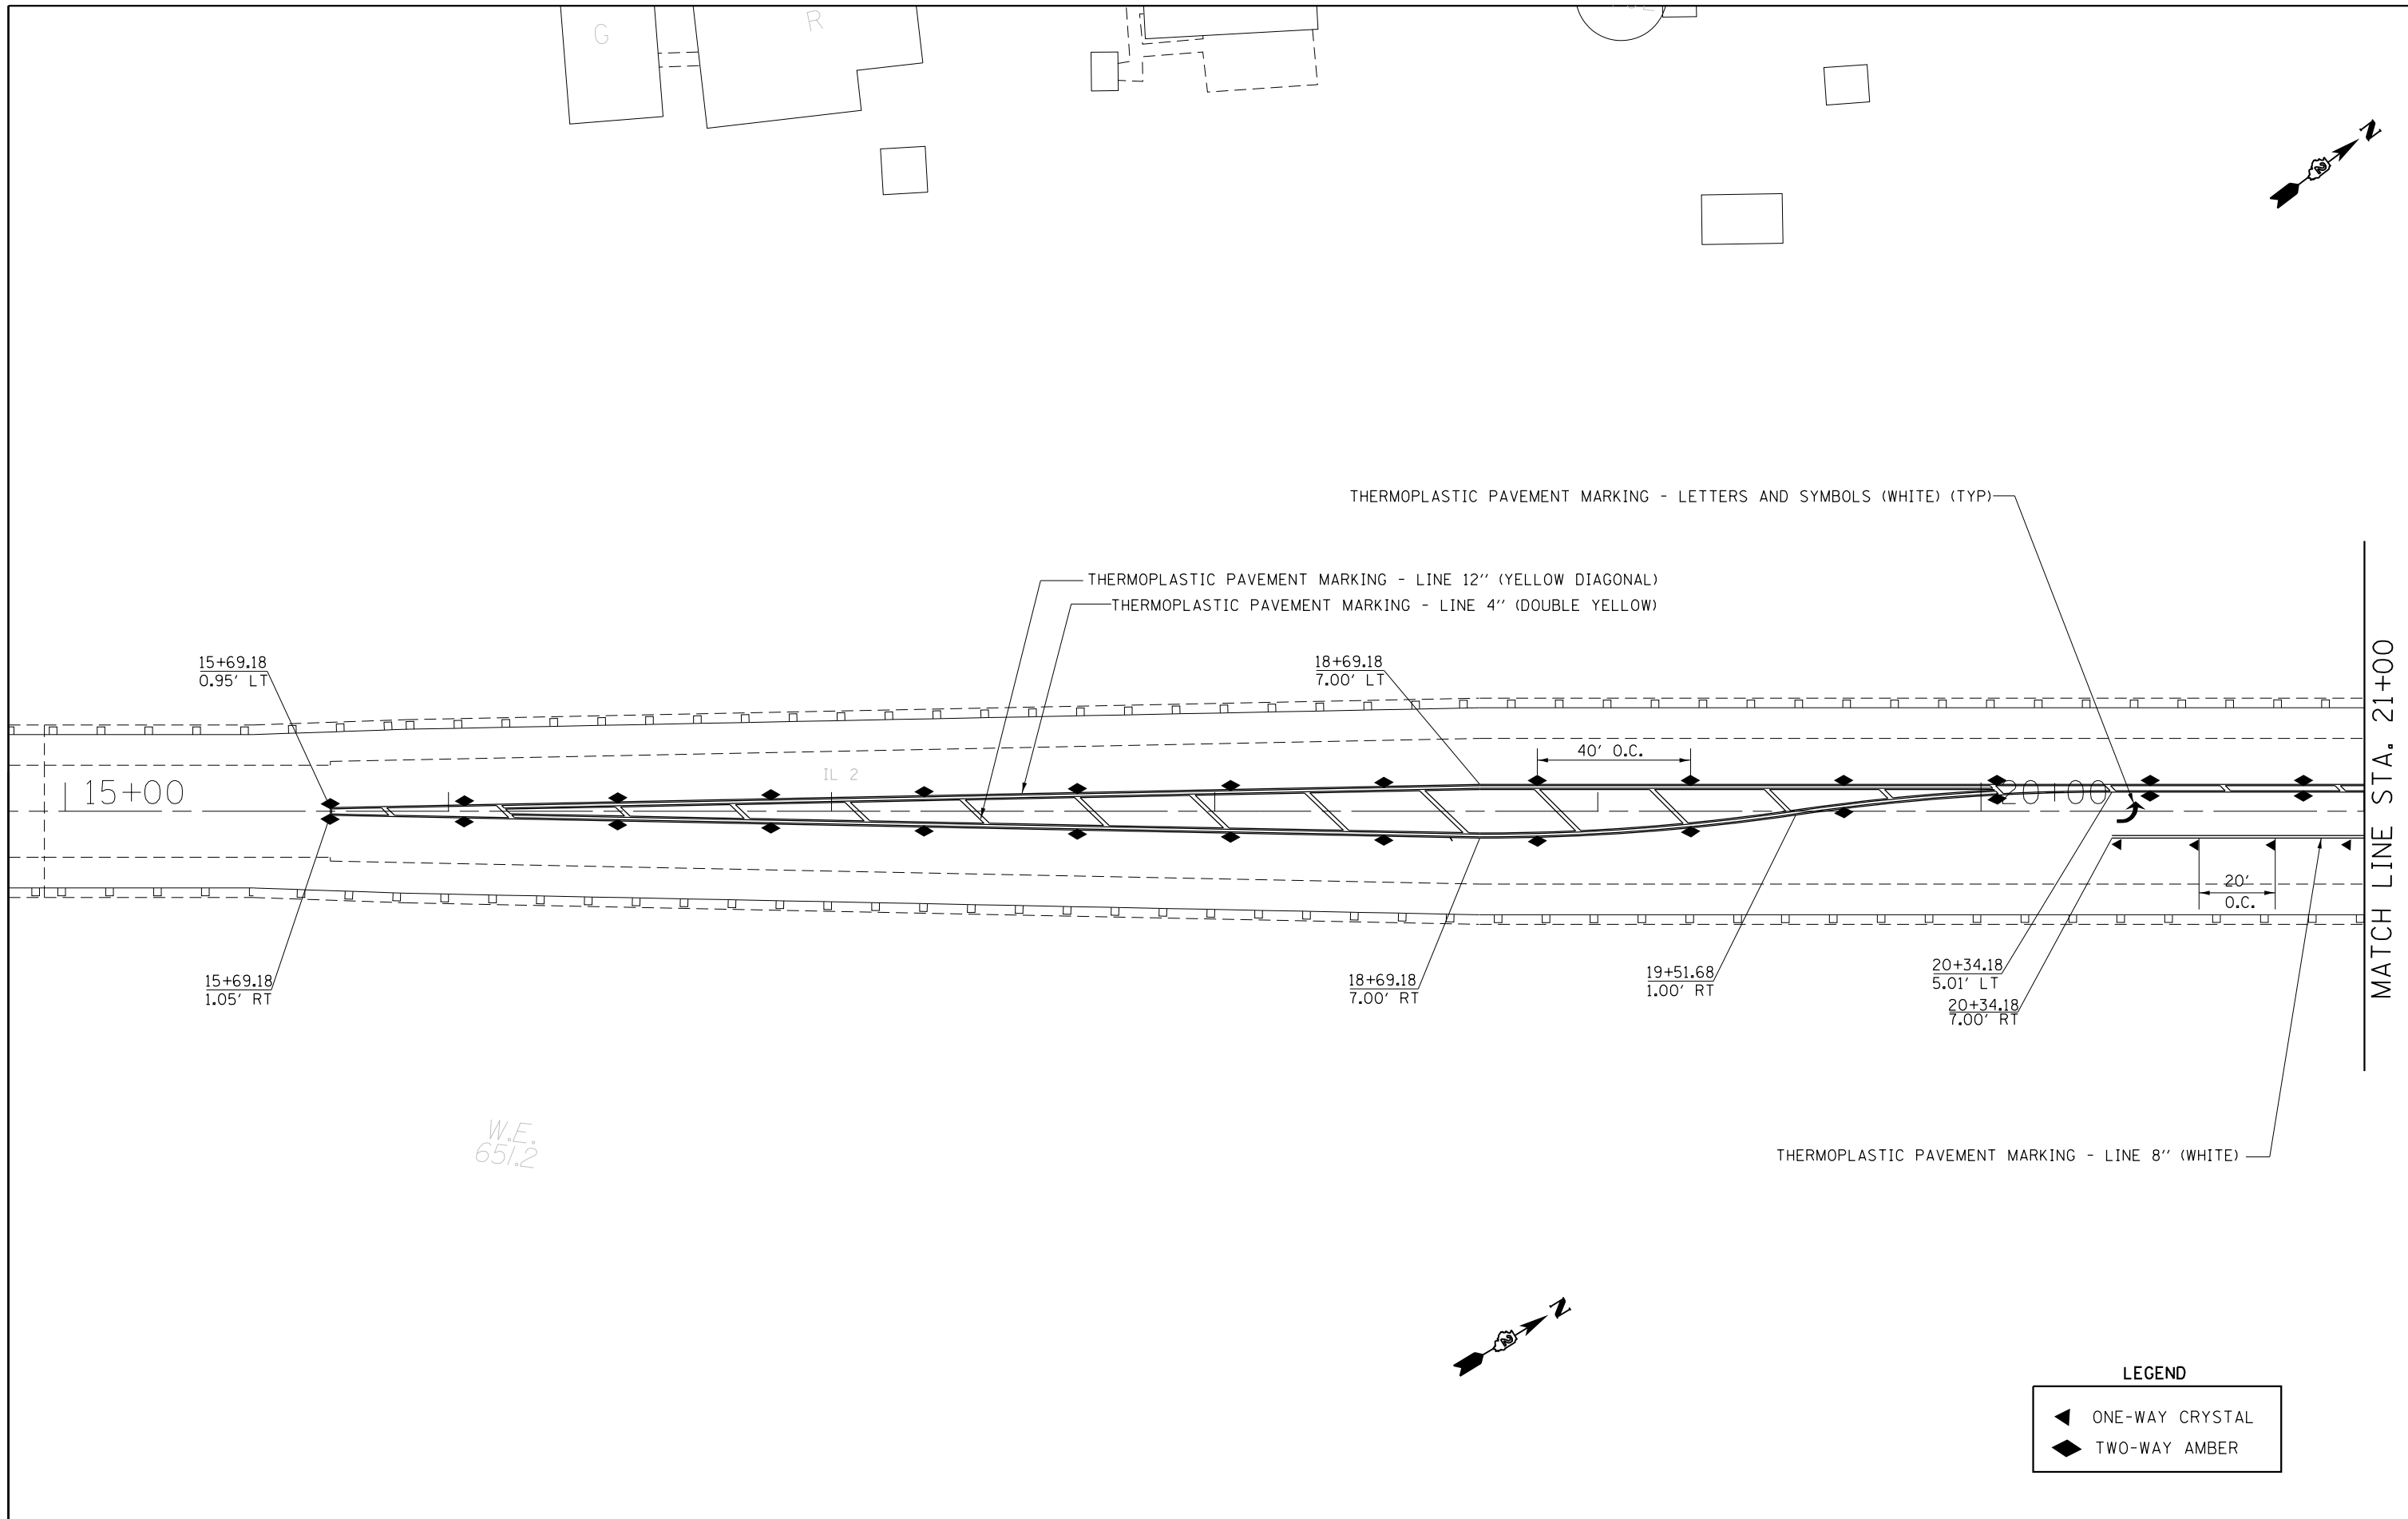 G
R
N
2
THERMOPLASTIC PAVEMENT MARKING - LETTERS AND SYMBOLS (WHITE) (TYP)
THERMOPLASTIC PAVEMENT MARKING - LINE 12'' (YELLOW DIAGONAL)
THERMOPLASTIC PAVEMENT MARKING - LINE 4'' (DOUBLE YELLOW)
15+69.18
0.95' LT
18+69.18
7.00' LT
40' O.C.
IL 2
15+00
20+00
MATCH LINE STA. 21+00
20'
O.C.
15+69.18
1.05' RT
18+69.18
7.00' RT
19+51.68
1.00' RT
20+34.18
5.01' LT
20+34.18
7.00' RT
W.E.
651.2
THERMOPLASTIC PAVEMENT MARKING - LINE 8'' (WHITE)
N
2
LEGEND
ONE-WAY CRYSTAL
TWO-WAY AMBER